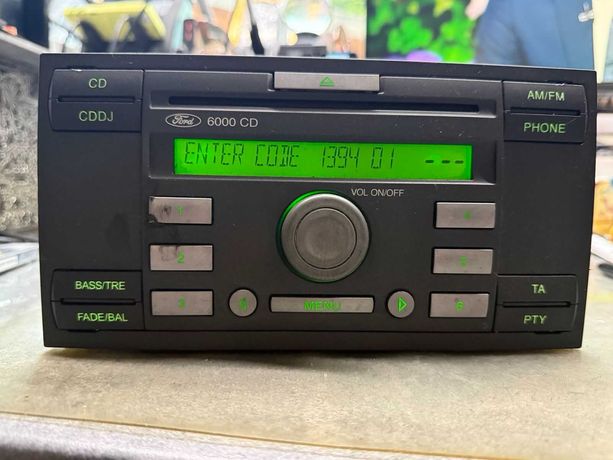 CD
AM/FM
CDDJ
Ford 6000 CD
PHONE
ENTER CODE 1394 01 ---
VOL ON/OFF
1
4
2
5
BASS/TRE
TA
3
MENU
6
FADE/BAL
PTY